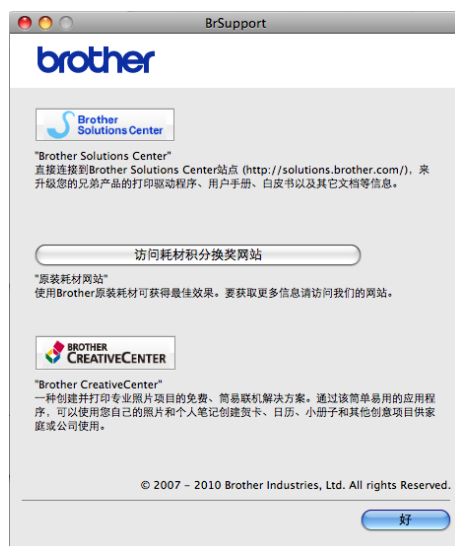 BrSupport
brother
Brother
Solutions Center
"Brother Solutions Center"
直接连接到Brother Solutions Center站点 (http://solutions.brother.com/)，来
升级您的兄弟产品的打印驱动程序、用户手册、白皮书以及其它文档等信息。
访问耗材积分换奖网站
"原装耗材网站"
使用Brother原装耗材可获得最佳效果。要获取更多信息请访问我们的网站。
BROTHER
CREATIVECENTER
"Brother CreativeCenter"
一种创建并打印专业照片项目的免费、简易联机解决方案。通过该简单易用的应用程
序，可以使用您自己的照片和个人笔记创建贺卡、日历、小册子和其他创意项目供家
庭或公司使用。
© 2007 – 2010 Brother Industries, Ltd. All rights Reserved.
好